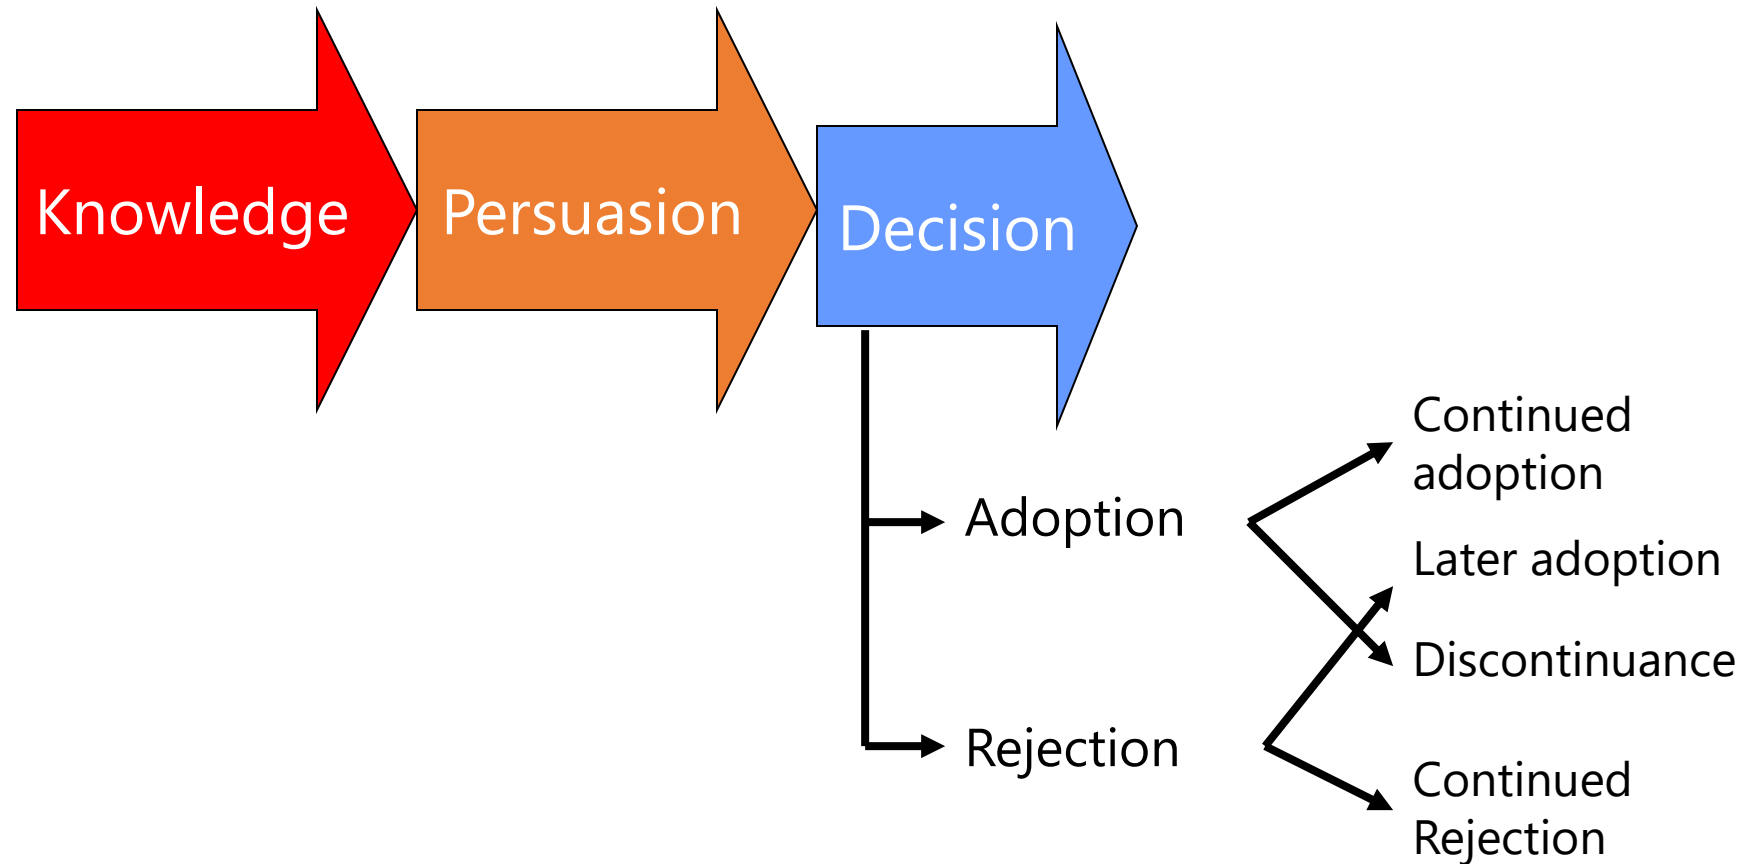 Knowledge
Persuasion
Decision
Adoption
Rejection
Continued
adoption
Later adoption
Discontinuance
Continued
Rejection